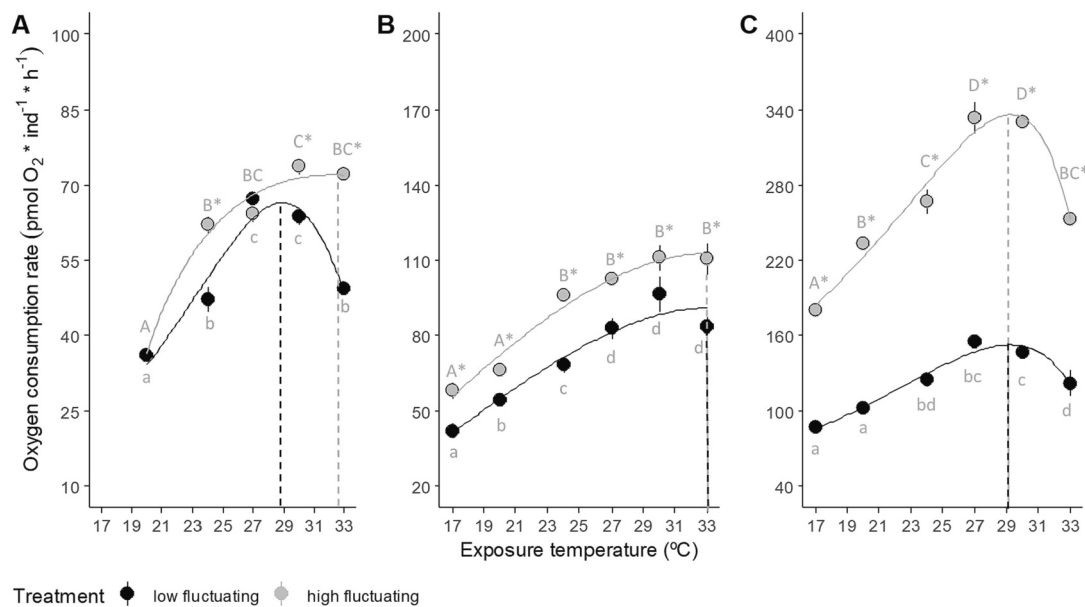 A
B
C
Oxygen consumption rate (pmol O2 * ind-1 * h-1)
100
85
70
55
40
25
10
A
B*
BC
C*
BC*
a
b
c
c
b
17 19 21 23 25 27 29 31 33
200
170
140
110
80
50
20
A*
A*
B*
B*
B*
B*
a
b
c
d
d
d
17 19 21 23 25 27 29 31 33
400
340
280
220
160
100
40
A*
B*
C*
D*
D*
BC*
a
a
bd
bc
c
d
17 19 21 23 25 27 29 31 33
Exposure temperature (ºC)
Treatment low fluctuating high fluctuating